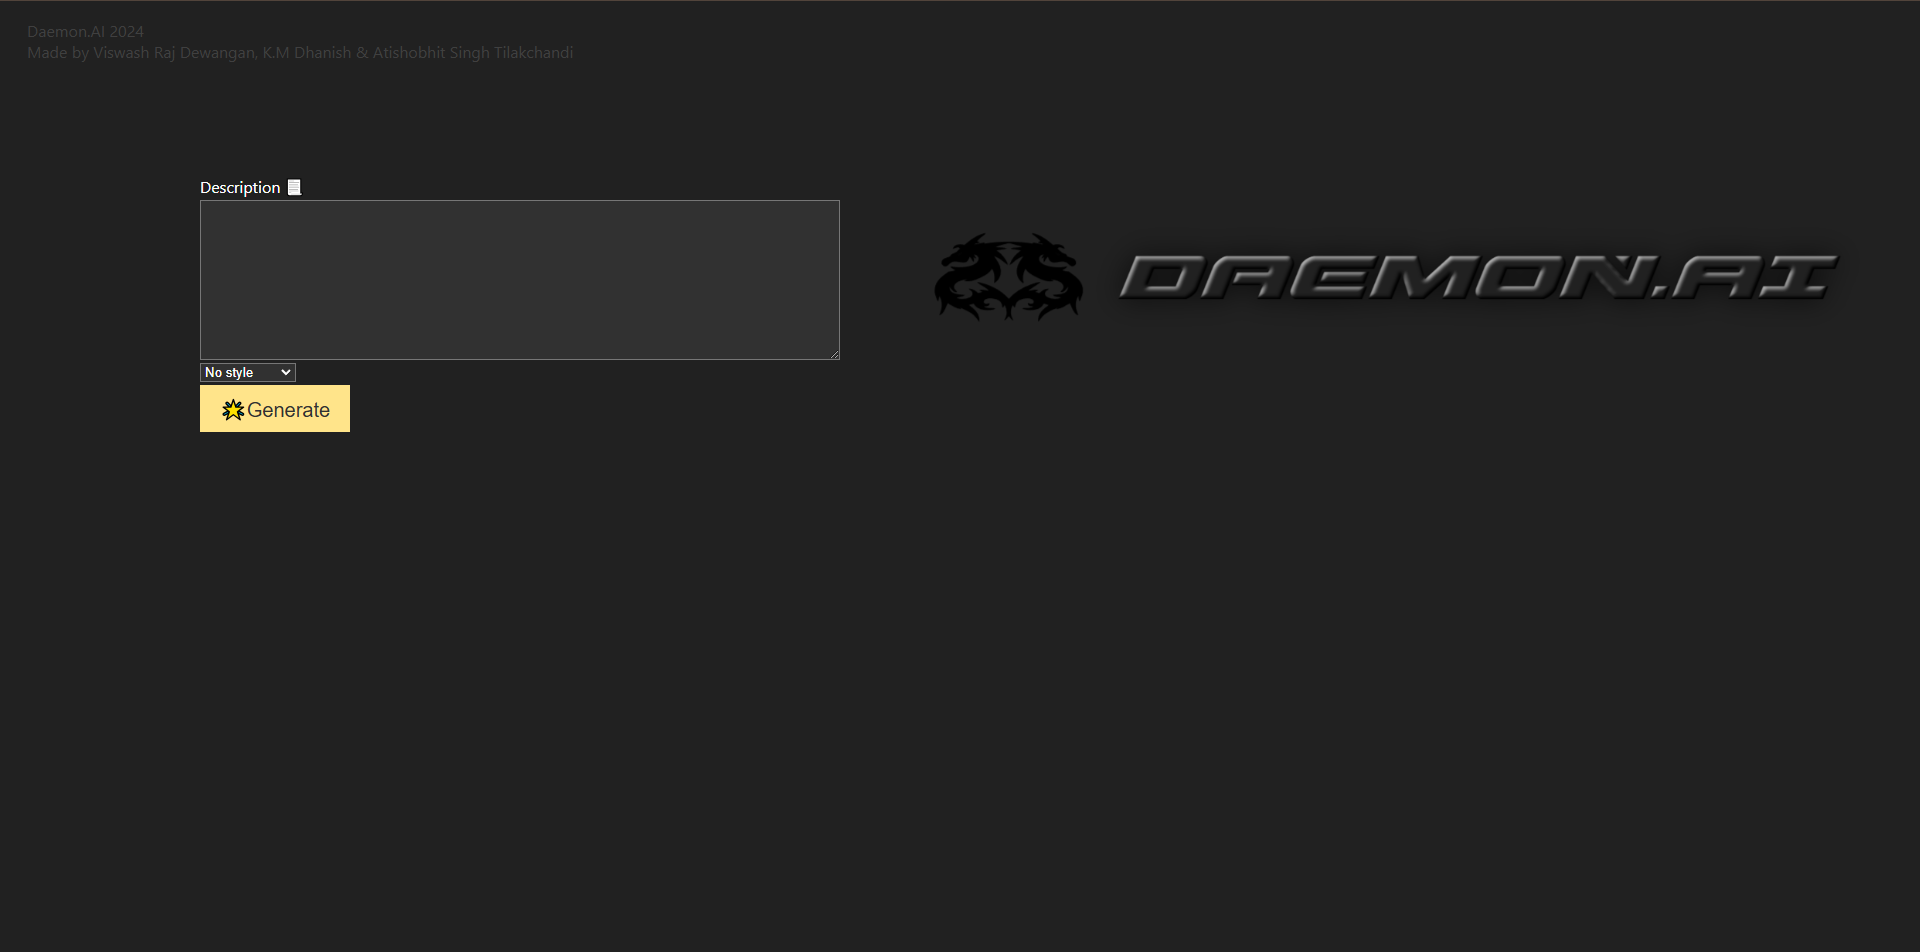 Daemon.AI 2024
Made by Viswash Raj Dewangan, K.M Dhanish & Atishobhit Singh Tilakchandi
Description
DAEMON.AI
No style
Generate